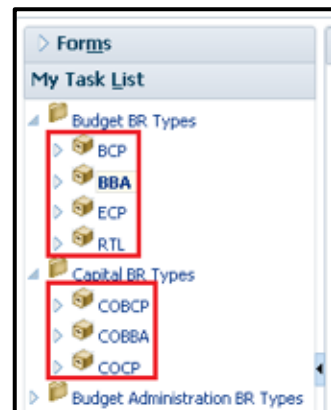 Forms
My Task List
Budget BR Types
BCP
BBA
ECP
RTL
Capital BR Types
COBCP
COBBA
COCP
Budget Administration BR Types